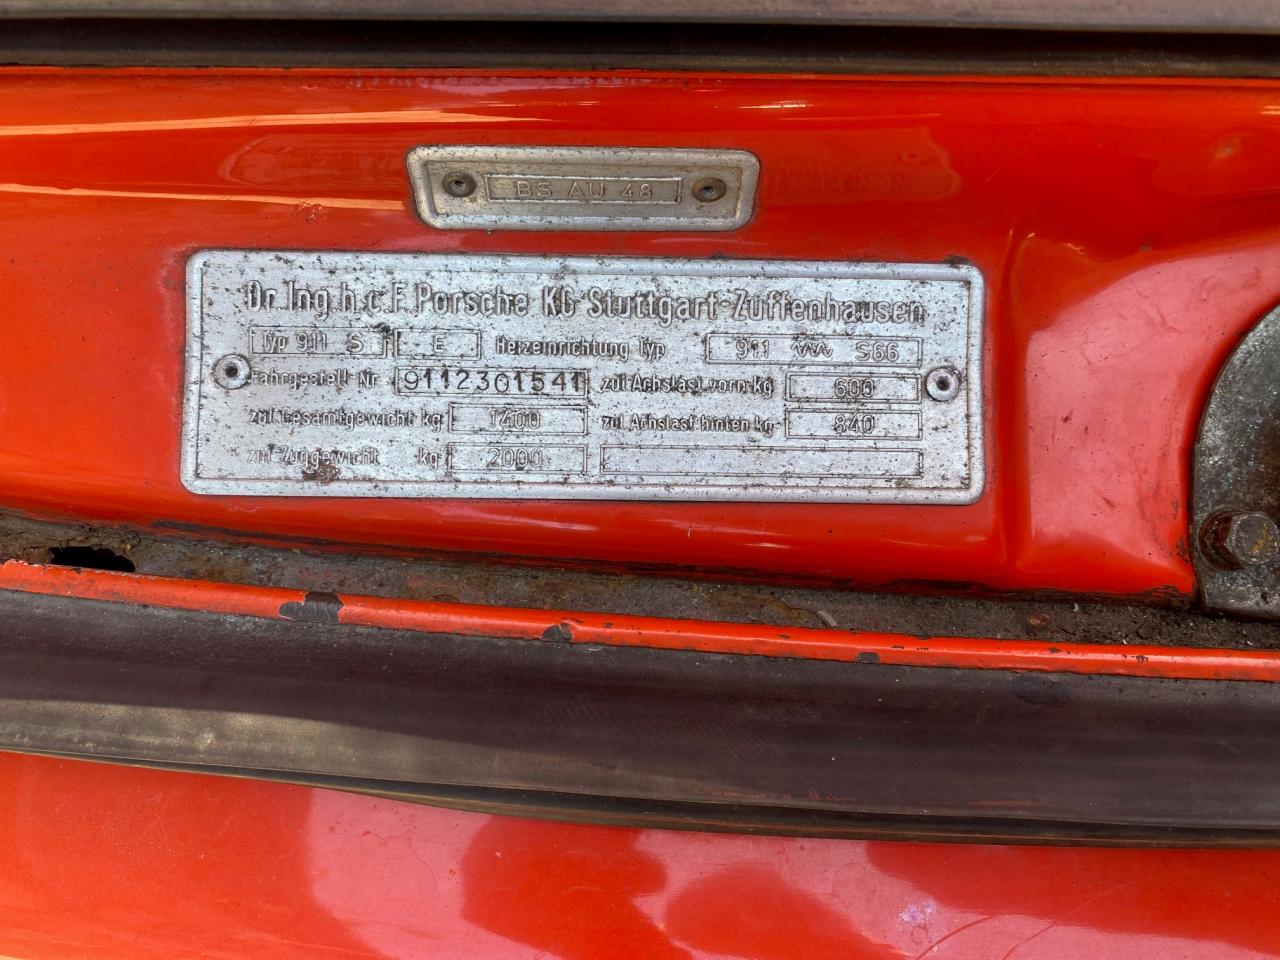 BS AU 48
Dr. Ing. h. c. F. Porsche KG Stuttgart-Zuffenhausen
Typ 911 S E Heizeinrichtung Typ 911 S66
Fahrgestell Nr. 9112301541 zul Achslast vorn kg 600
zul Gesamtgewicht kg 1400 zul Achslast hinten kg 840
zul Zuggewicht kg 2000